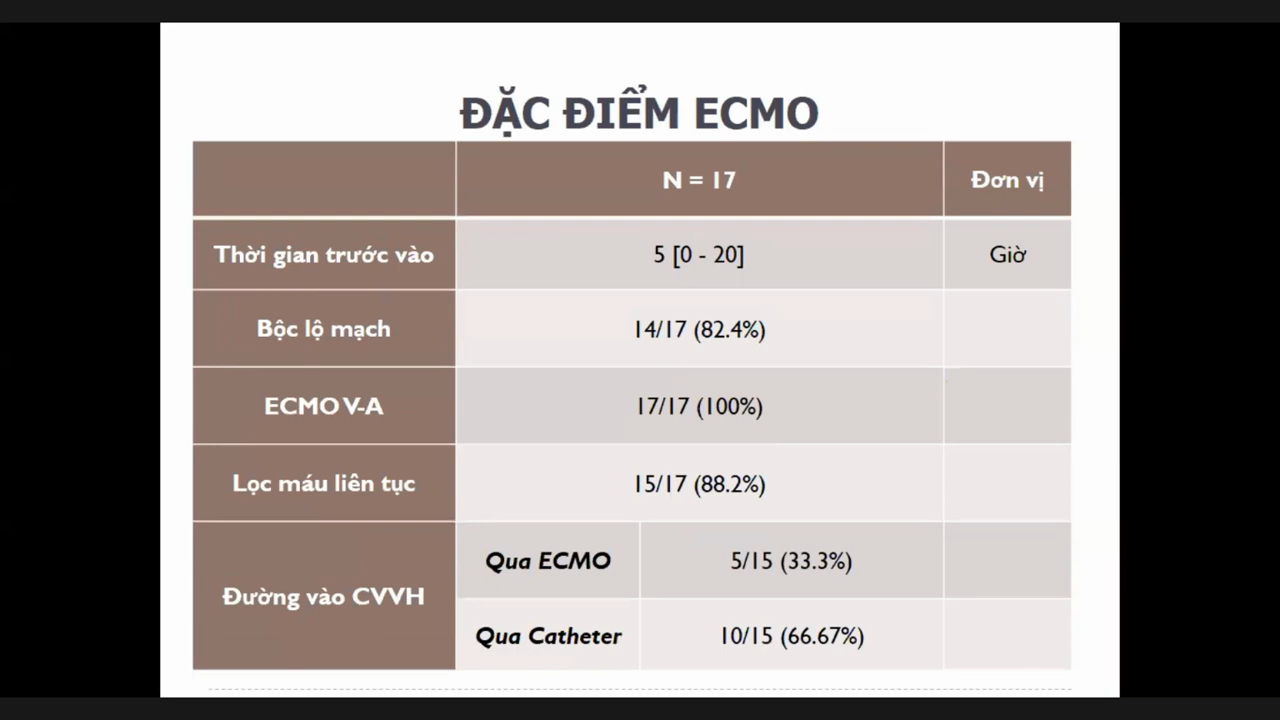 ĐẶC ĐIỂM ECMO
N = 17 Đơn vị
Thời gian trước vào 5 [0 - 20] Giờ
Bộc lộ mạch 14/17 (82.4%)
ECMO V-A 17/17 (100%)
Lọc máu liên tục 15/17 (88.2%)
Đường vào CVVH
Qua ECMO 5/15 (33.3%)
Qua Catheter 10/15 (66.67%)